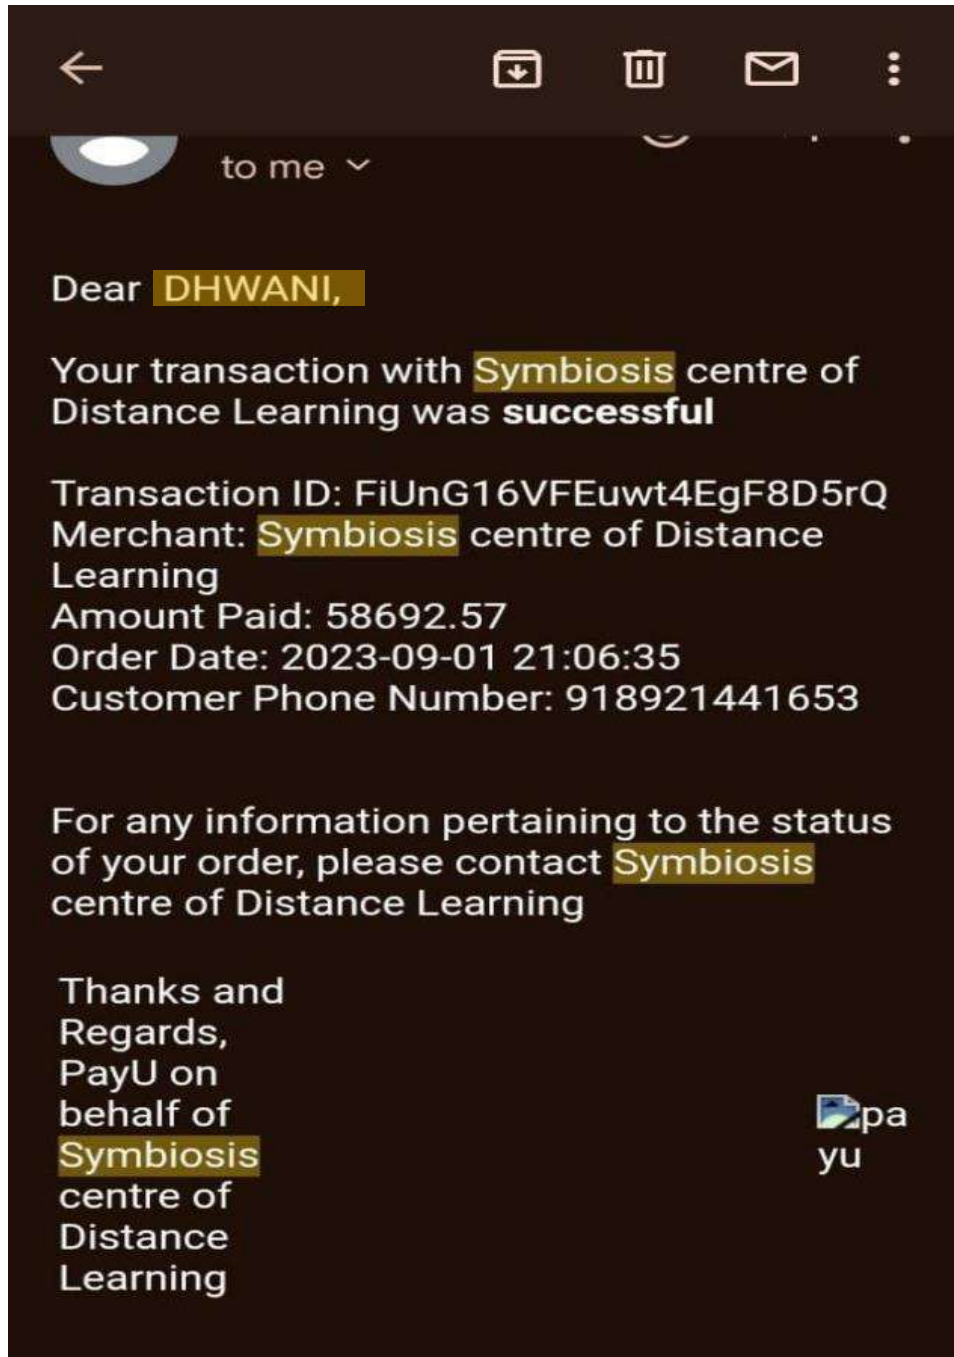 to me
Dear DHWANI,
Your transaction with Symbiosis centre of
Distance Learning was successful
Transaction ID: FiUnG16VFEuwt4EgF8D5rQ
Merchant: Symbiosis centre of Distance
Learning
Amount Paid: 58692.57
Order Date: 2023-09-01 21:06:35
Customer Phone Number: 918921441653
For any information pertaining to the status
of your order, please contact Symbiosis
centre of Distance Learning
Thanks and
Regards,
PayU on
behalf of
Symbiosis
centre of
Distance
Learning
pa
yu